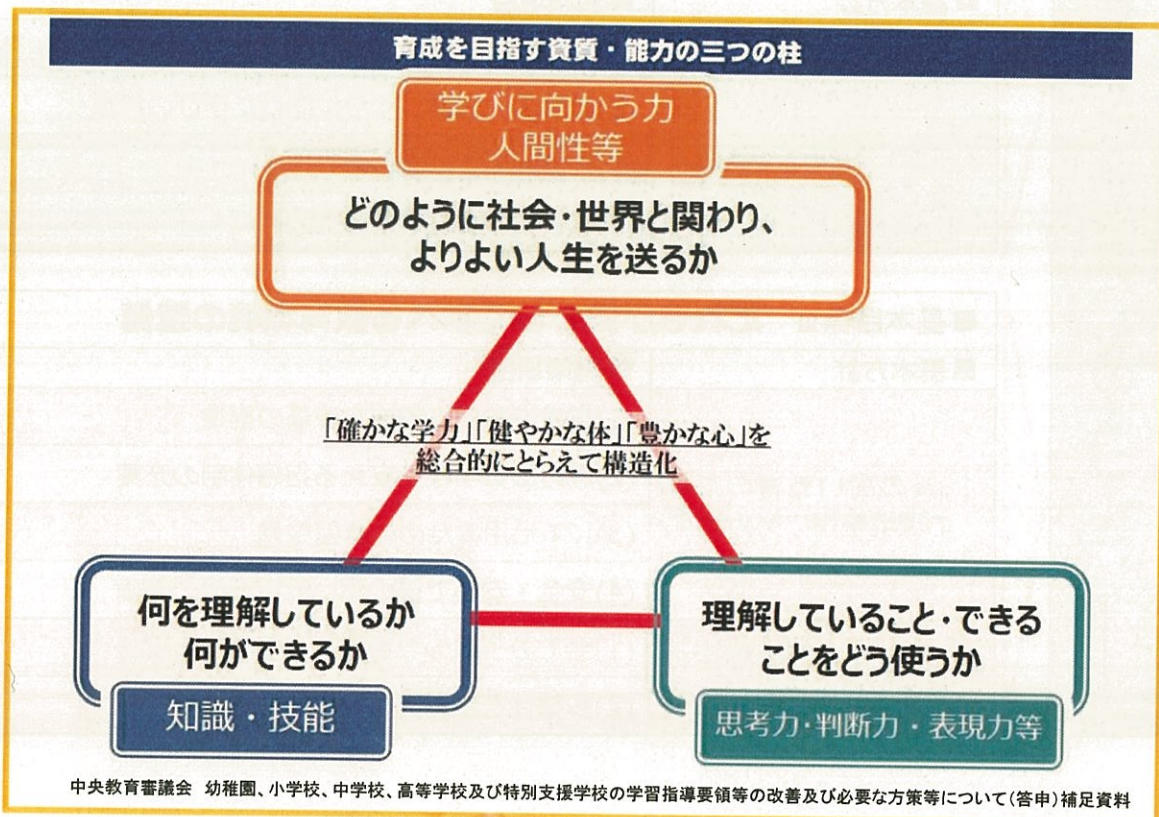 育成を目指す資質・能力の三つの柱
学びに向かう力
人間性等
どのように社会・世界と関わり、
よりよい人生を送るか
「確かな学力」「健やかな体」「豊かな心」を
総合的にとらえて構造化
何を理解しているか
何ができるか
知識・技能
理解していること・できる
ことをどう使うか
思考力・判断力・表現力等
中央教育審議会 幼稚園、小学校、中学校、高等学校及び特別支援学校の学習指導要領等の改善及び必要な方策等について(答申)補足資料